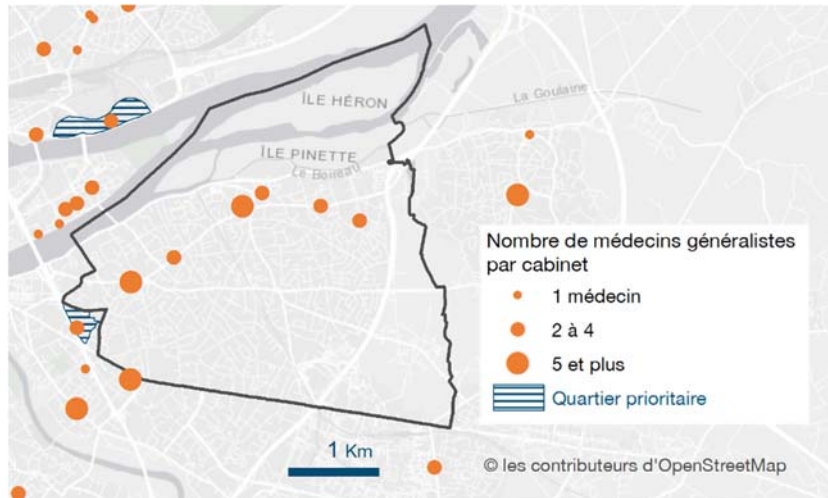 ÎLE HÉRON
La Goulaine
ÎLE PINETTE
Le Boireau
Nombre de médecins généralistes
par cabinet
1 médecin
2 à 4
5 et plus
Quartier prioritaire
1 Km
© les contributeurs d'OpenStreetMap